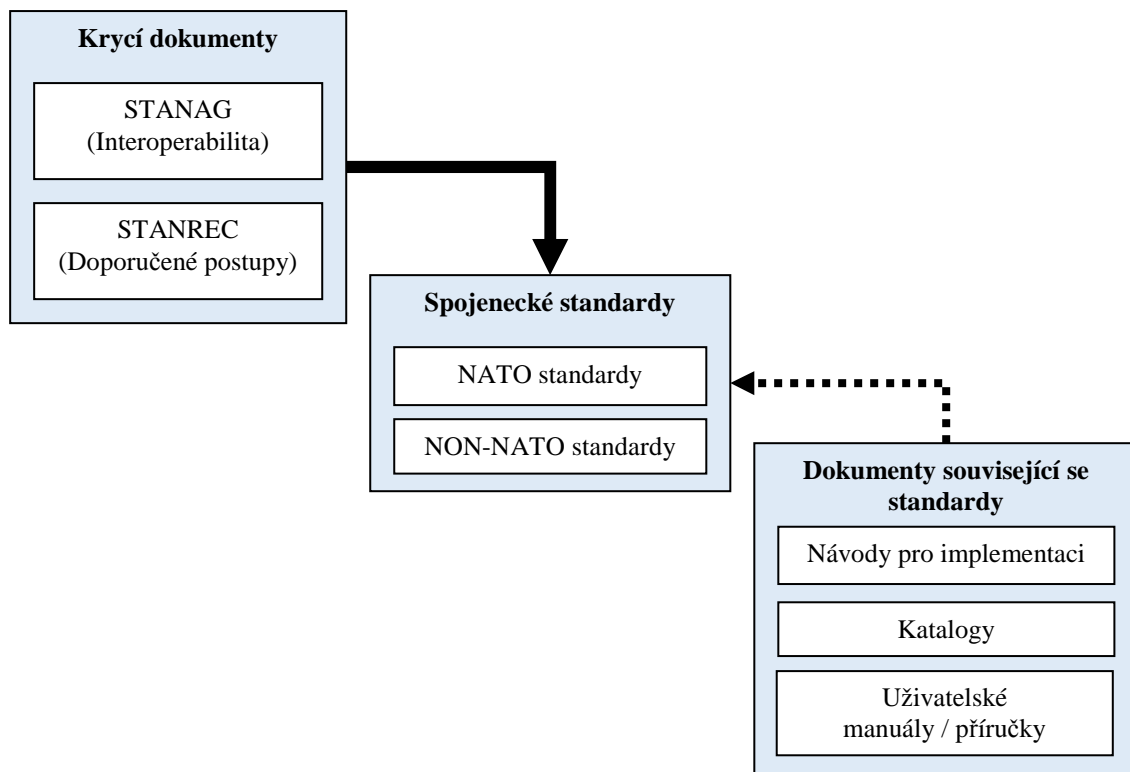 Krycí dokumenty
STANAG
(Interoperabilita)
STANREC
(Doporučené postupy)
Spojenecké standardy
NATO standardy
NON-NATO standardy
Dokumenty související se
standardy
Návody pro implementaci
Katalogy
Uživatelské
manuály / příručky